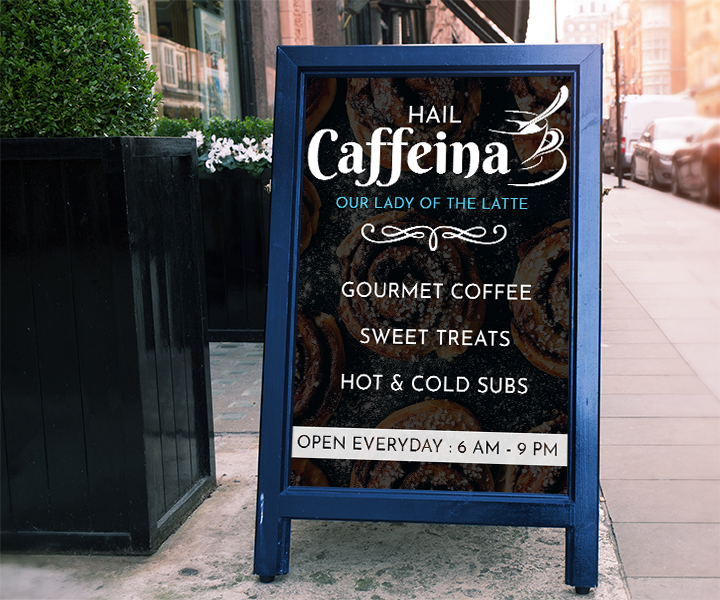 HAIL
Caffeina
OUR LADY OF THE LATTE
GOURMET COFFEE
SWEET TREATS
HOT & COLD SUBS
OPEN EVERYDAY : 6 AM - 9 PM